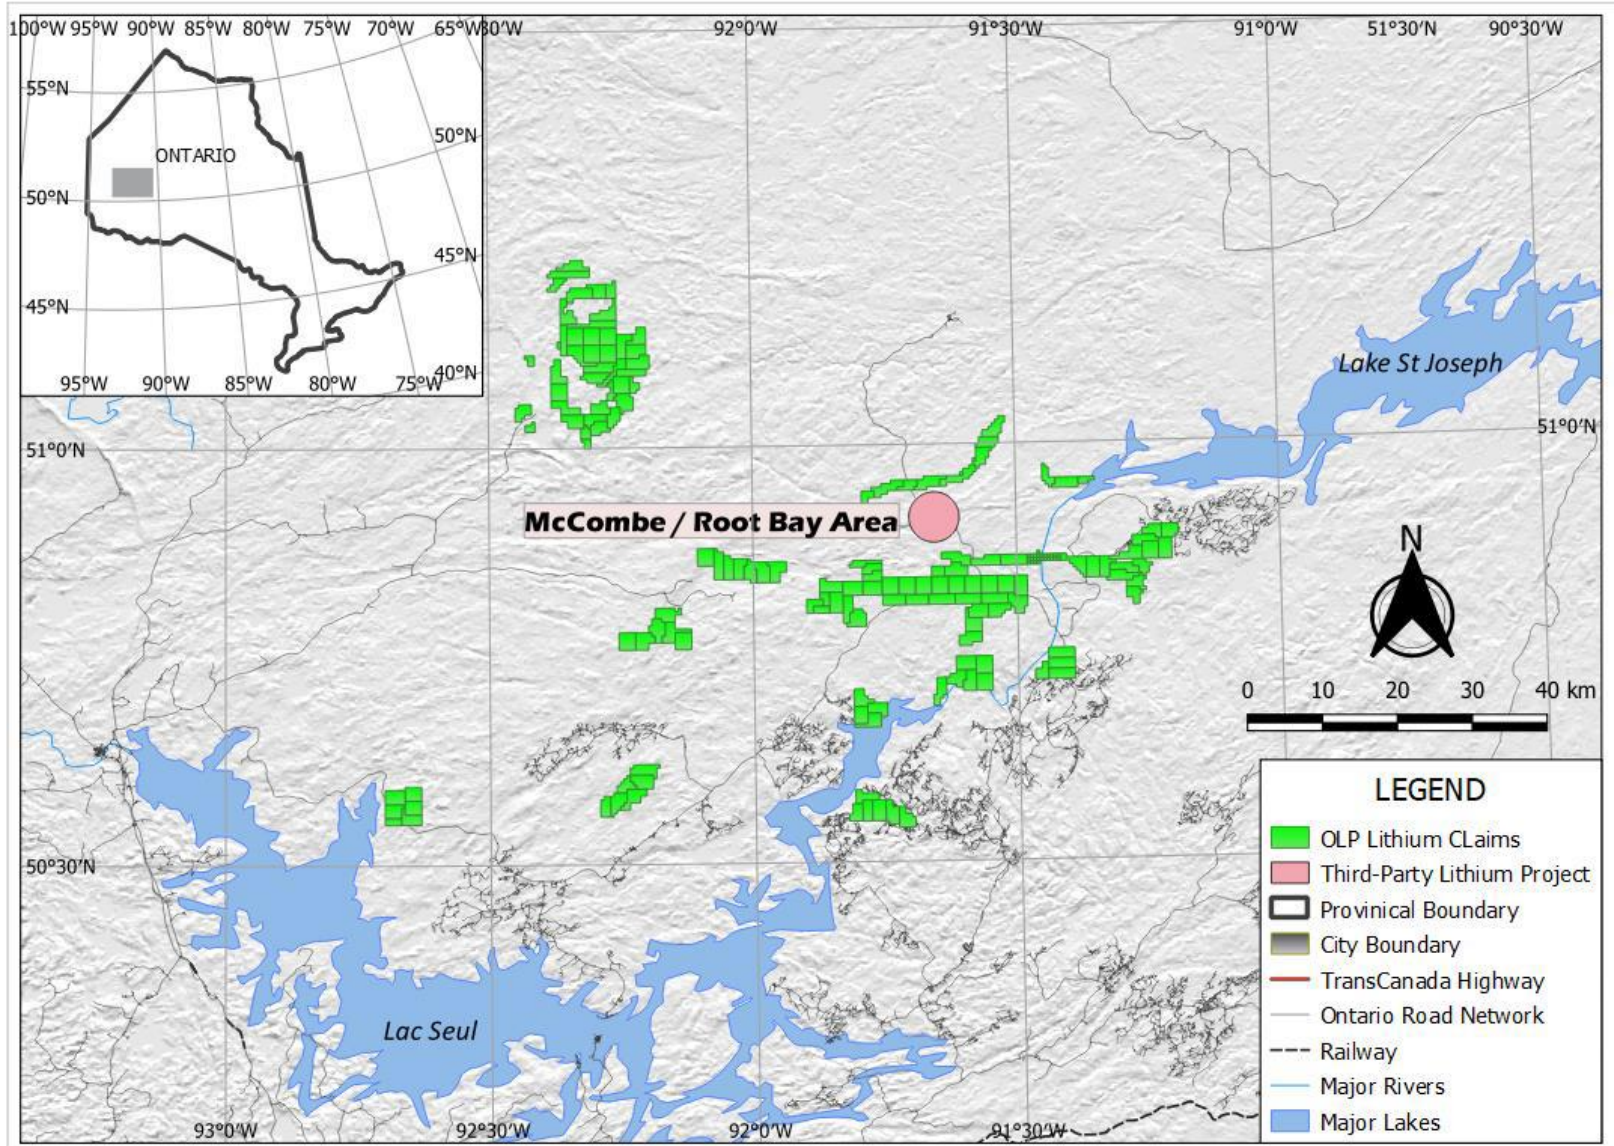 100°W 95°W 90°W 85°W 80°W 75°W 70°W 65°W 30'W 92°0'W 91°30'W 91°0'W 51°30'W 90°30'W
55°N
50°N
ONTARIO
50°N
45°N
45°N
40°N
95°W 90°W 85°W 80°W 75°W
Lake St Joseph
51°0'N
51°0'N
McCombe / Root Bay Area
N
0 10 20 30 40 km
LEGEND
OLP Lithium CLaims
Third-Party Lithium Project
Provinical Boundary
City Boundary
TransCanada Highway
Ontario Road Network
Railway
Major Rivers
Major Lakes
50°30'N
Lac Seul
93°0'W 92°30'W 92°0'W 91°30'W